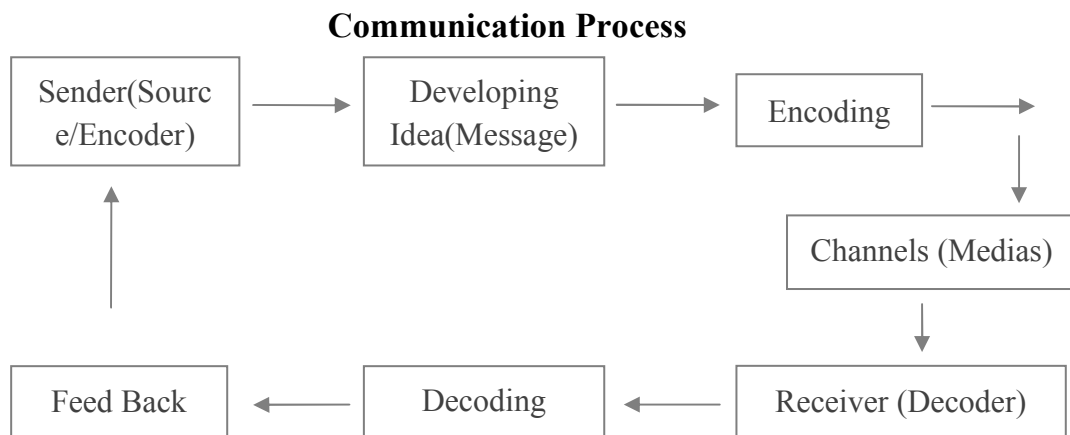 Communication Process
Sender(Sourc
e/Encoder)
Developing
Idea(Message)
Encoding
Channels (Medias)
Receiver (Decoder)
Decoding
Feed Back